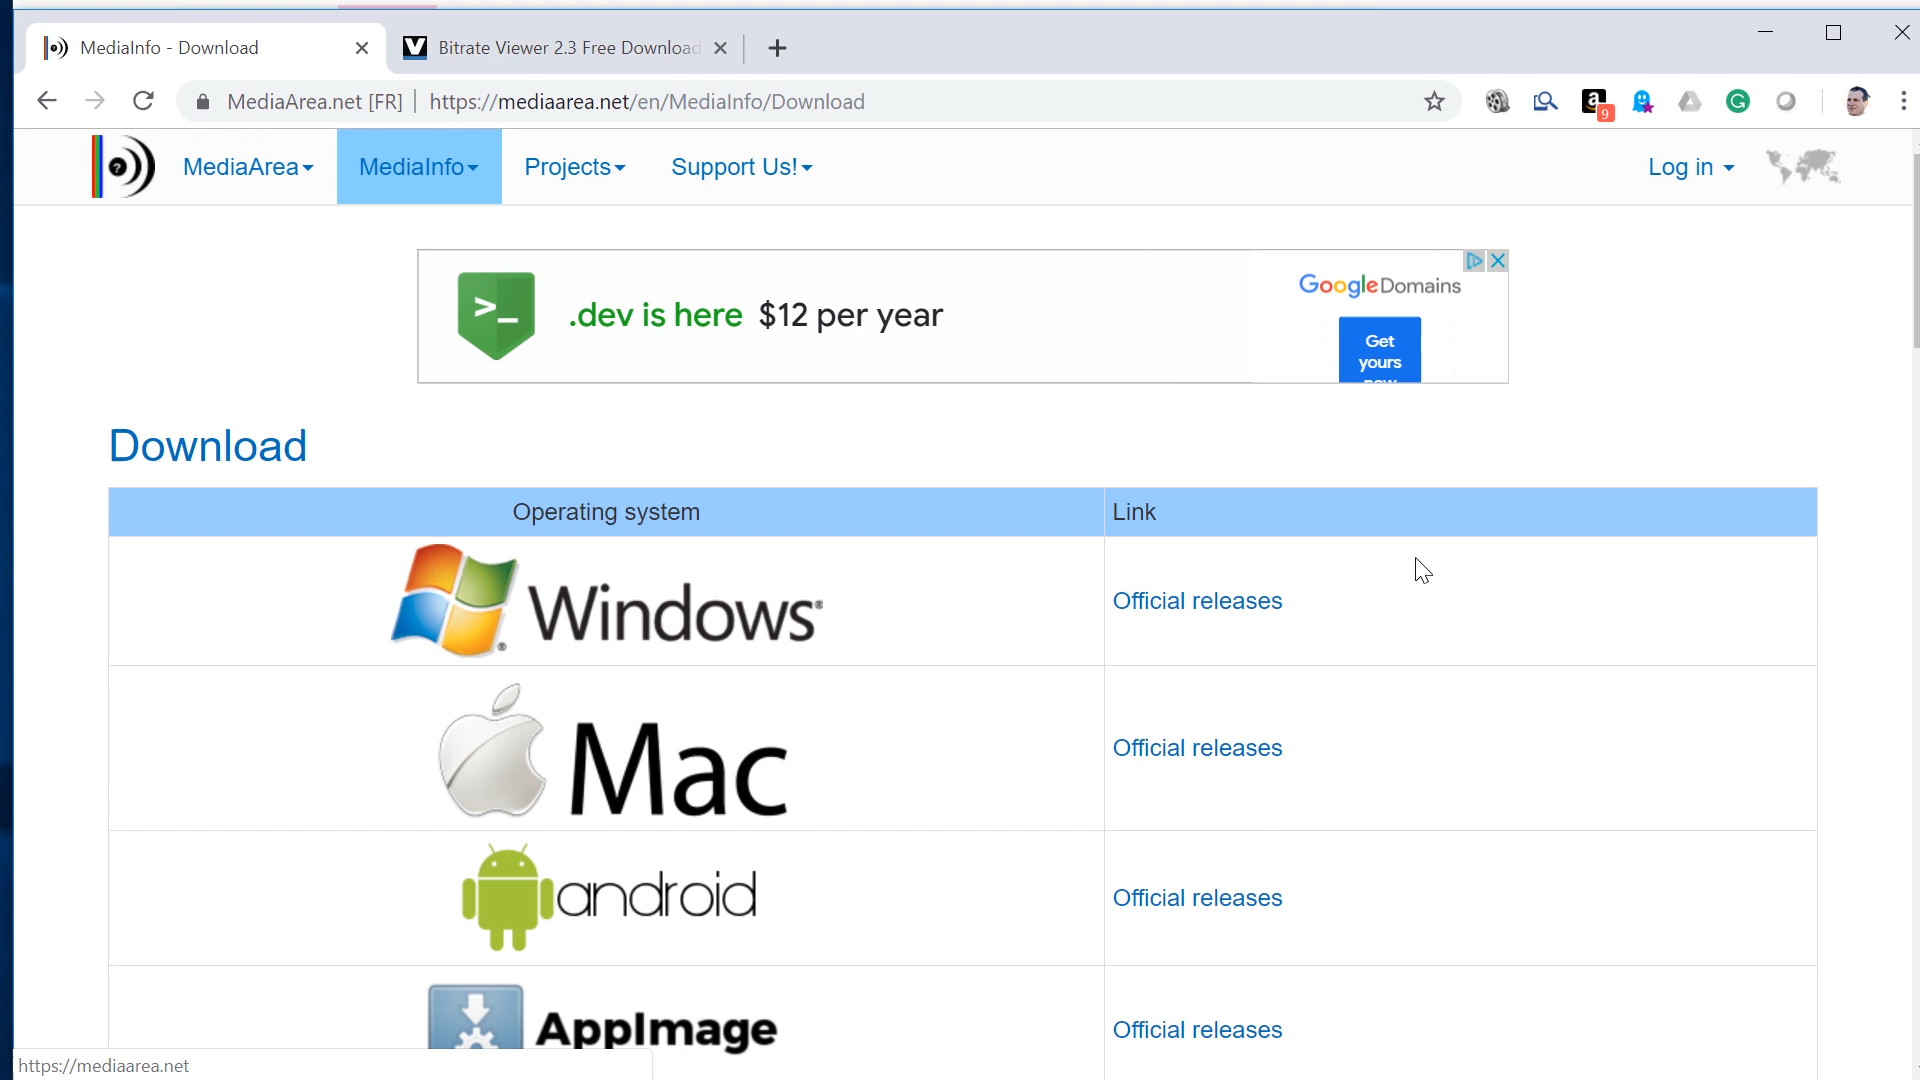 MediaInfo - Download
Bitrate Viewer 2.3 Free Download
MediaArea.net [FR]
https://mediaarea.net/en/MediaInfo/Download
a
9
G
MediaArea
MediaInfo
Projects
Support Us!
Log in
>_
.dev is here $12 per year
Google Domains
Get
yours
now
Download
Operating system
Link
Windows®
Official releases
Mac
Official releases
android
Official releases
AppImage
Official releases
https://mediaarea.net